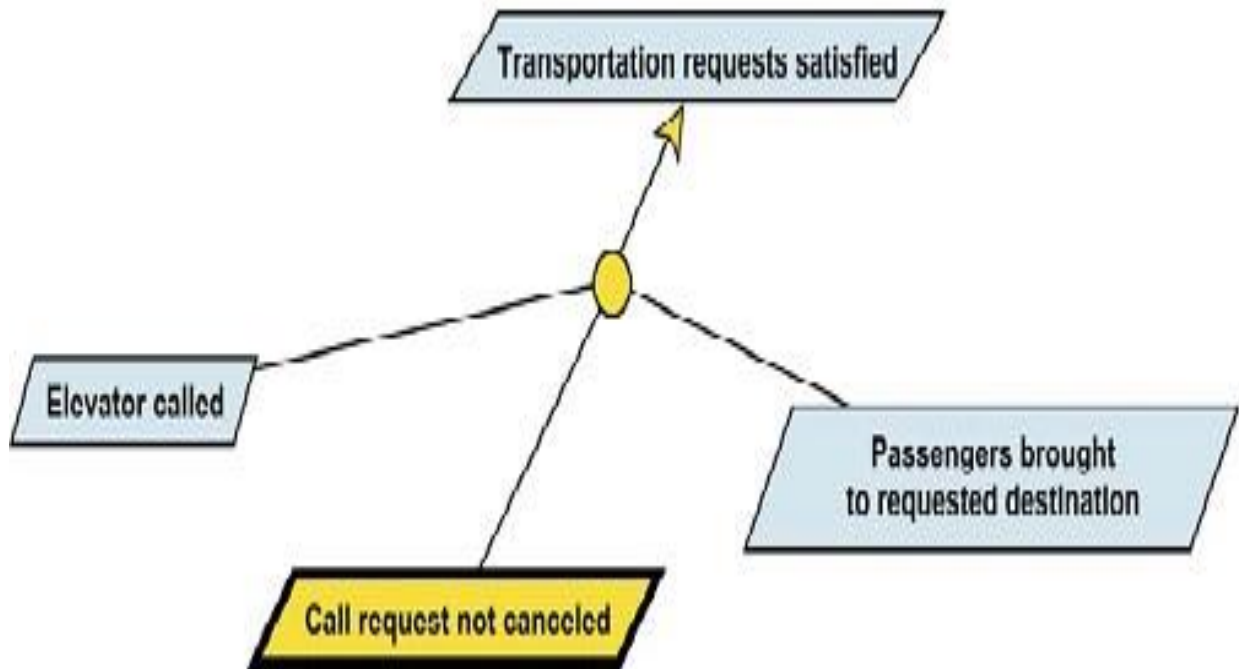 Transportation requests satisfied
Elevator called
Passengers brought
to requested destination
Call request not canceled